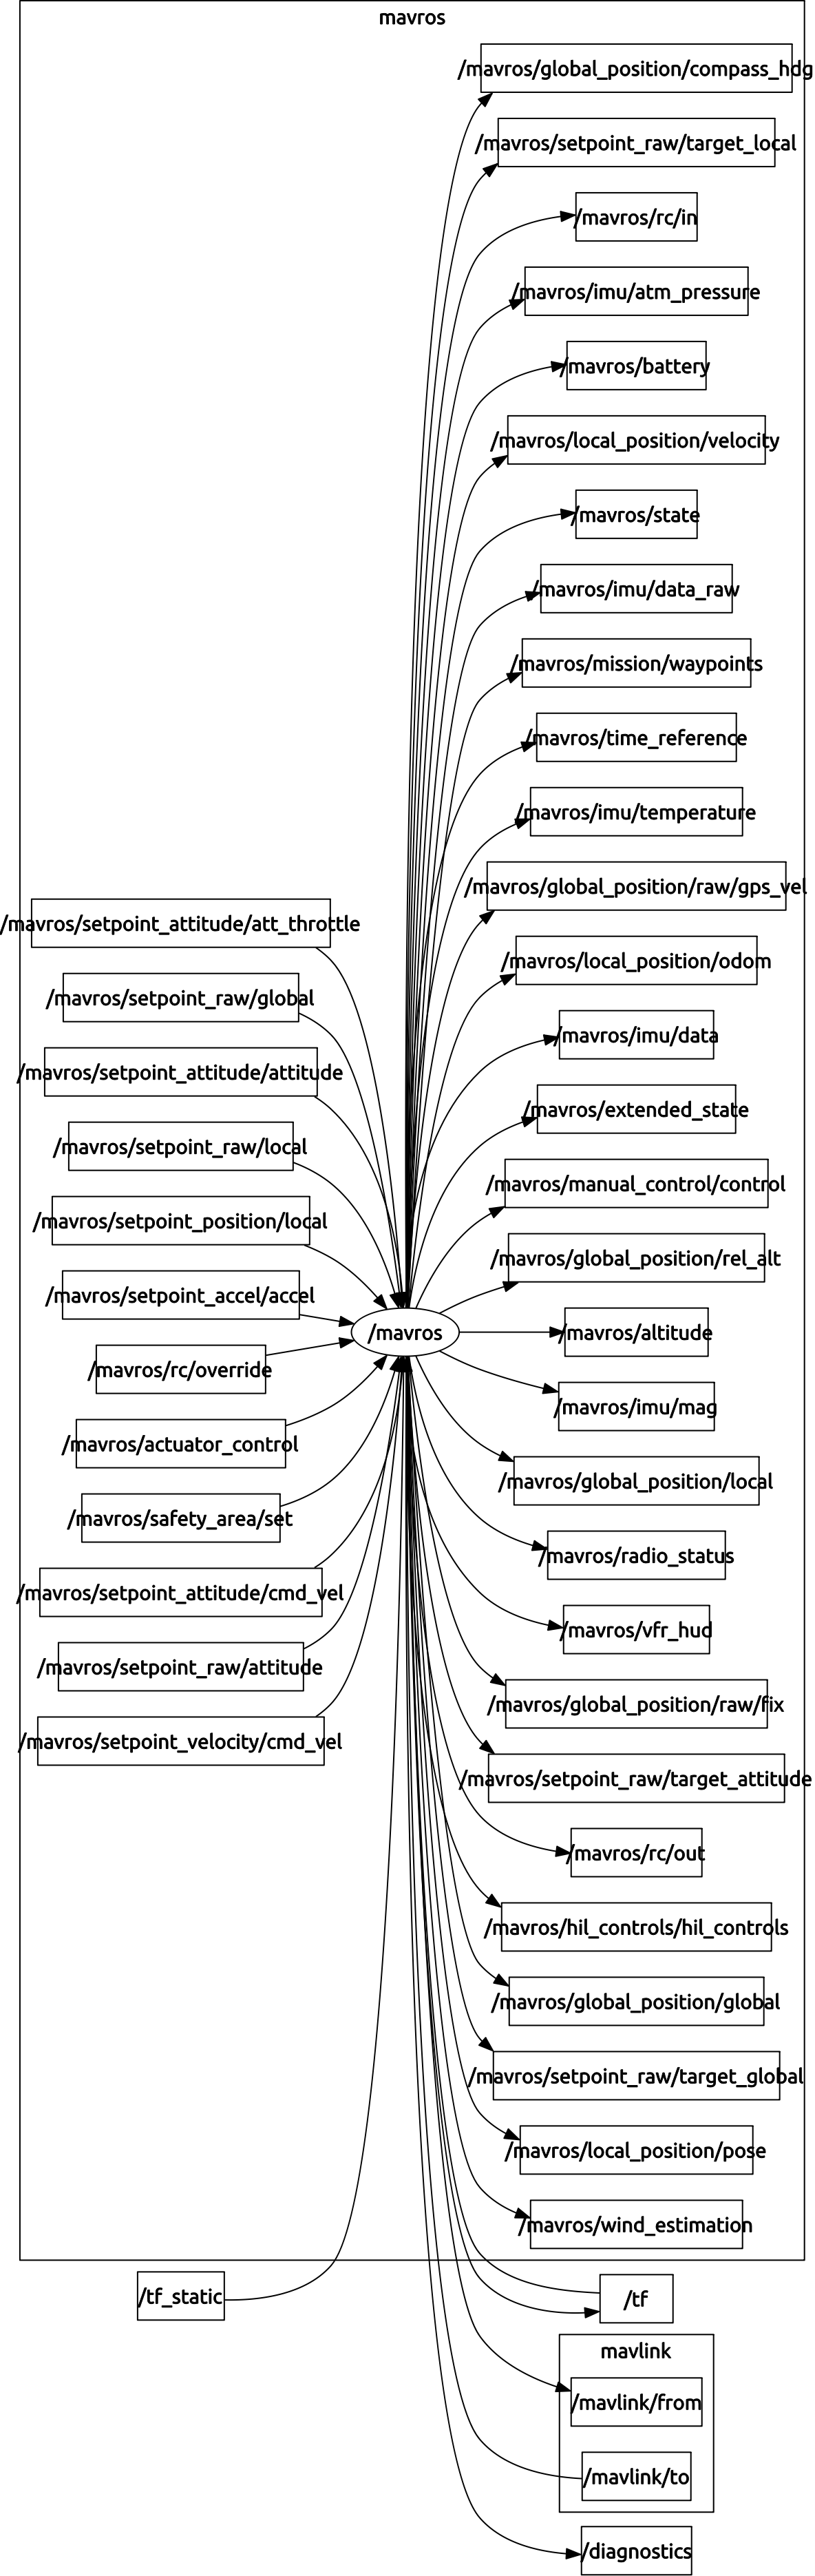 mavros
/mavros/global_position/compass_hdg
/mavros/setpoint_raw/target_local
/mavros/rc/in
/mavros/imu/atm_pressure
/mavros/battery
/mavros/local_position/velocity
/mavros/state
/mavros/imu/data_raw
/mavros/mission/waypoints
/mavros/time_reference
/mavros/imu/temperature
/mavros/global_position/raw/gps_vel
/mavros/setpoint_attitude/att_throttle
/mavros/local_position/odom
/mavros/setpoint_raw/global
/mavros/imu/data
/mavros/setpoint_attitude/attitude
/mavros/extended_state
/mavros/setpoint_raw/local
/mavros/manual_control/control
/mavros/setpoint_position/local
/mavros/global_position/rel_alt
/mavros/setpoint_accel/accel
/mavros
/mavros/altitude
/mavros/rc/override
/mavros/imu/mag
/mavros/actuator_control
/mavros/global_position/local
/mavros/safety_area/set
/mavros/radio_status
/mavros/setpoint_attitude/cmd_vel
/mavros/vfr_hud
/mavros/setpoint_raw/attitude
/mavros/global_position/raw/fix
/mavros/setpoint_velocity/cmd_vel
/mavros/setpoint_raw/target_attitude
/mavros/rc/out
/mavros/hil_controls/hil_controls
/mavros/global_position/global
/mavros/setpoint_raw/target_global
/mavros/local_position/pose
/mavros/wind_estimation
/tf_static
/tf
mavlink
/mavlink/from
/mavlink/to
/diagnostics